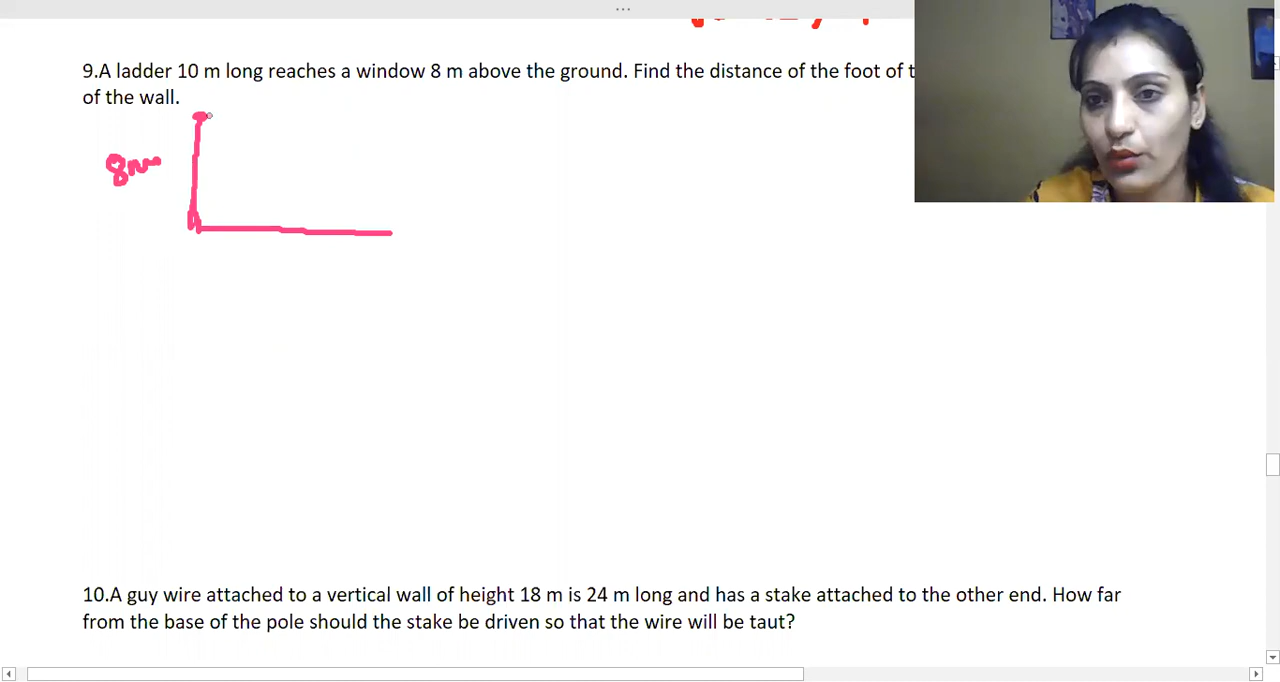 9.A ladder 10 m long reaches a window 8 m above the ground. Find the distance of the foot of
of the wall.
8m
10.A guy wire attached to a vertical wall of height 18 m is 24 m long and has a stake attached to the other end. How far
from the base of the pole should the stake be driven so that the wire will be taut?